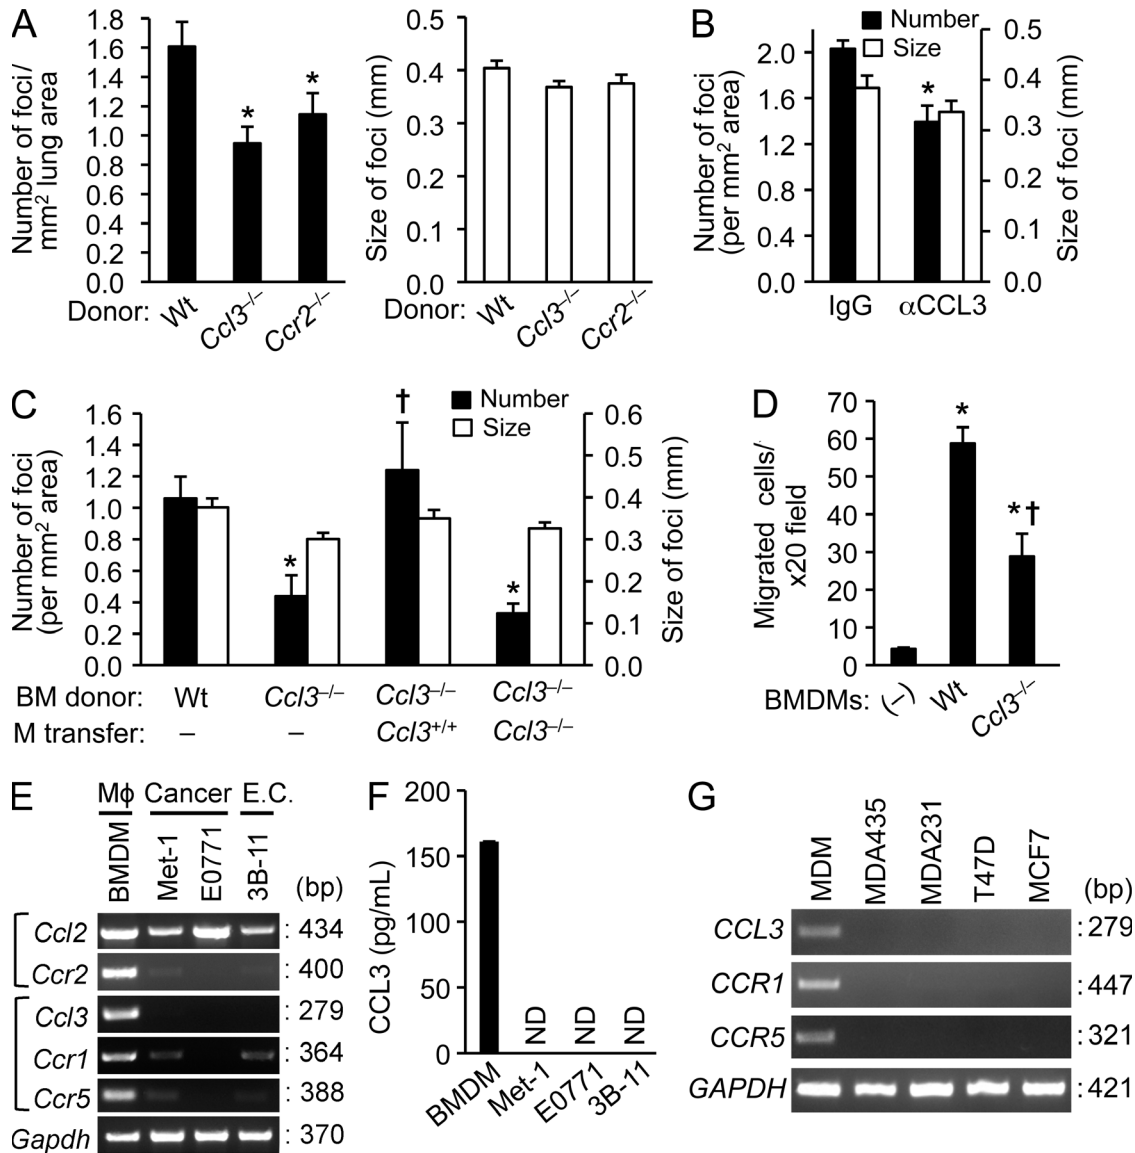 A
Number of foci/
mm² lung area
1.8
1.6
1.4
1.2
1.0
0.8
0.6
0.4
0.2
0.0
*
*
Donor: Wt Ccl3–/– Ccr2–/–
Size of foci (mm)
0.5
0.4
0.3
0.2
0.1
0.0
Donor: Wt Ccl3–/– Ccr2–/–
B
Number
Size
Number of foci
(per mm² area)
2.0
1.6
1.2
0.4
0.0
*
0.5
0.4
0.3
0.2
0.1
0.0
Size of foci (mm)
IgG αCCL3
C
Number
Size
Number of foci
(per mm² area)
1.6
1.4
1.2
1.0
0.8
0.6
0.4
0.2
0.0
*
†
*
0.6
0.5
0.4
0.3
0.2
0.1
0.0
Size of foci (mm)
BM donor: Wt Ccl3–/– Ccl3–/– Ccl3–/–
M transfer: – – Ccl3+/+ Ccl3–/–
D
Migrated cells/
x20 field
70
60
50
40
30
20
10
0
*
*†
BMDMs: (–) Wt Ccl3–/–
E
Mϕ Cancer E.C.
BMDM Met-1 E0771 3B-11 (bp)
Ccl2 : 434
Ccr2 : 400
Ccl3 : 279
Ccr1 : 364
Ccr5 : 388
Gapdh : 370
F
CCL3 (pg/mL)
200
150
100
50
0
ND ND ND
BMDM Met-1 E0771 3B-11
G
MDM MDA435 MDA231 T47D MCF7 (bp)
CCL3 : 279
CCR1 : 447
CCR5 : 321
GAPDH : 421